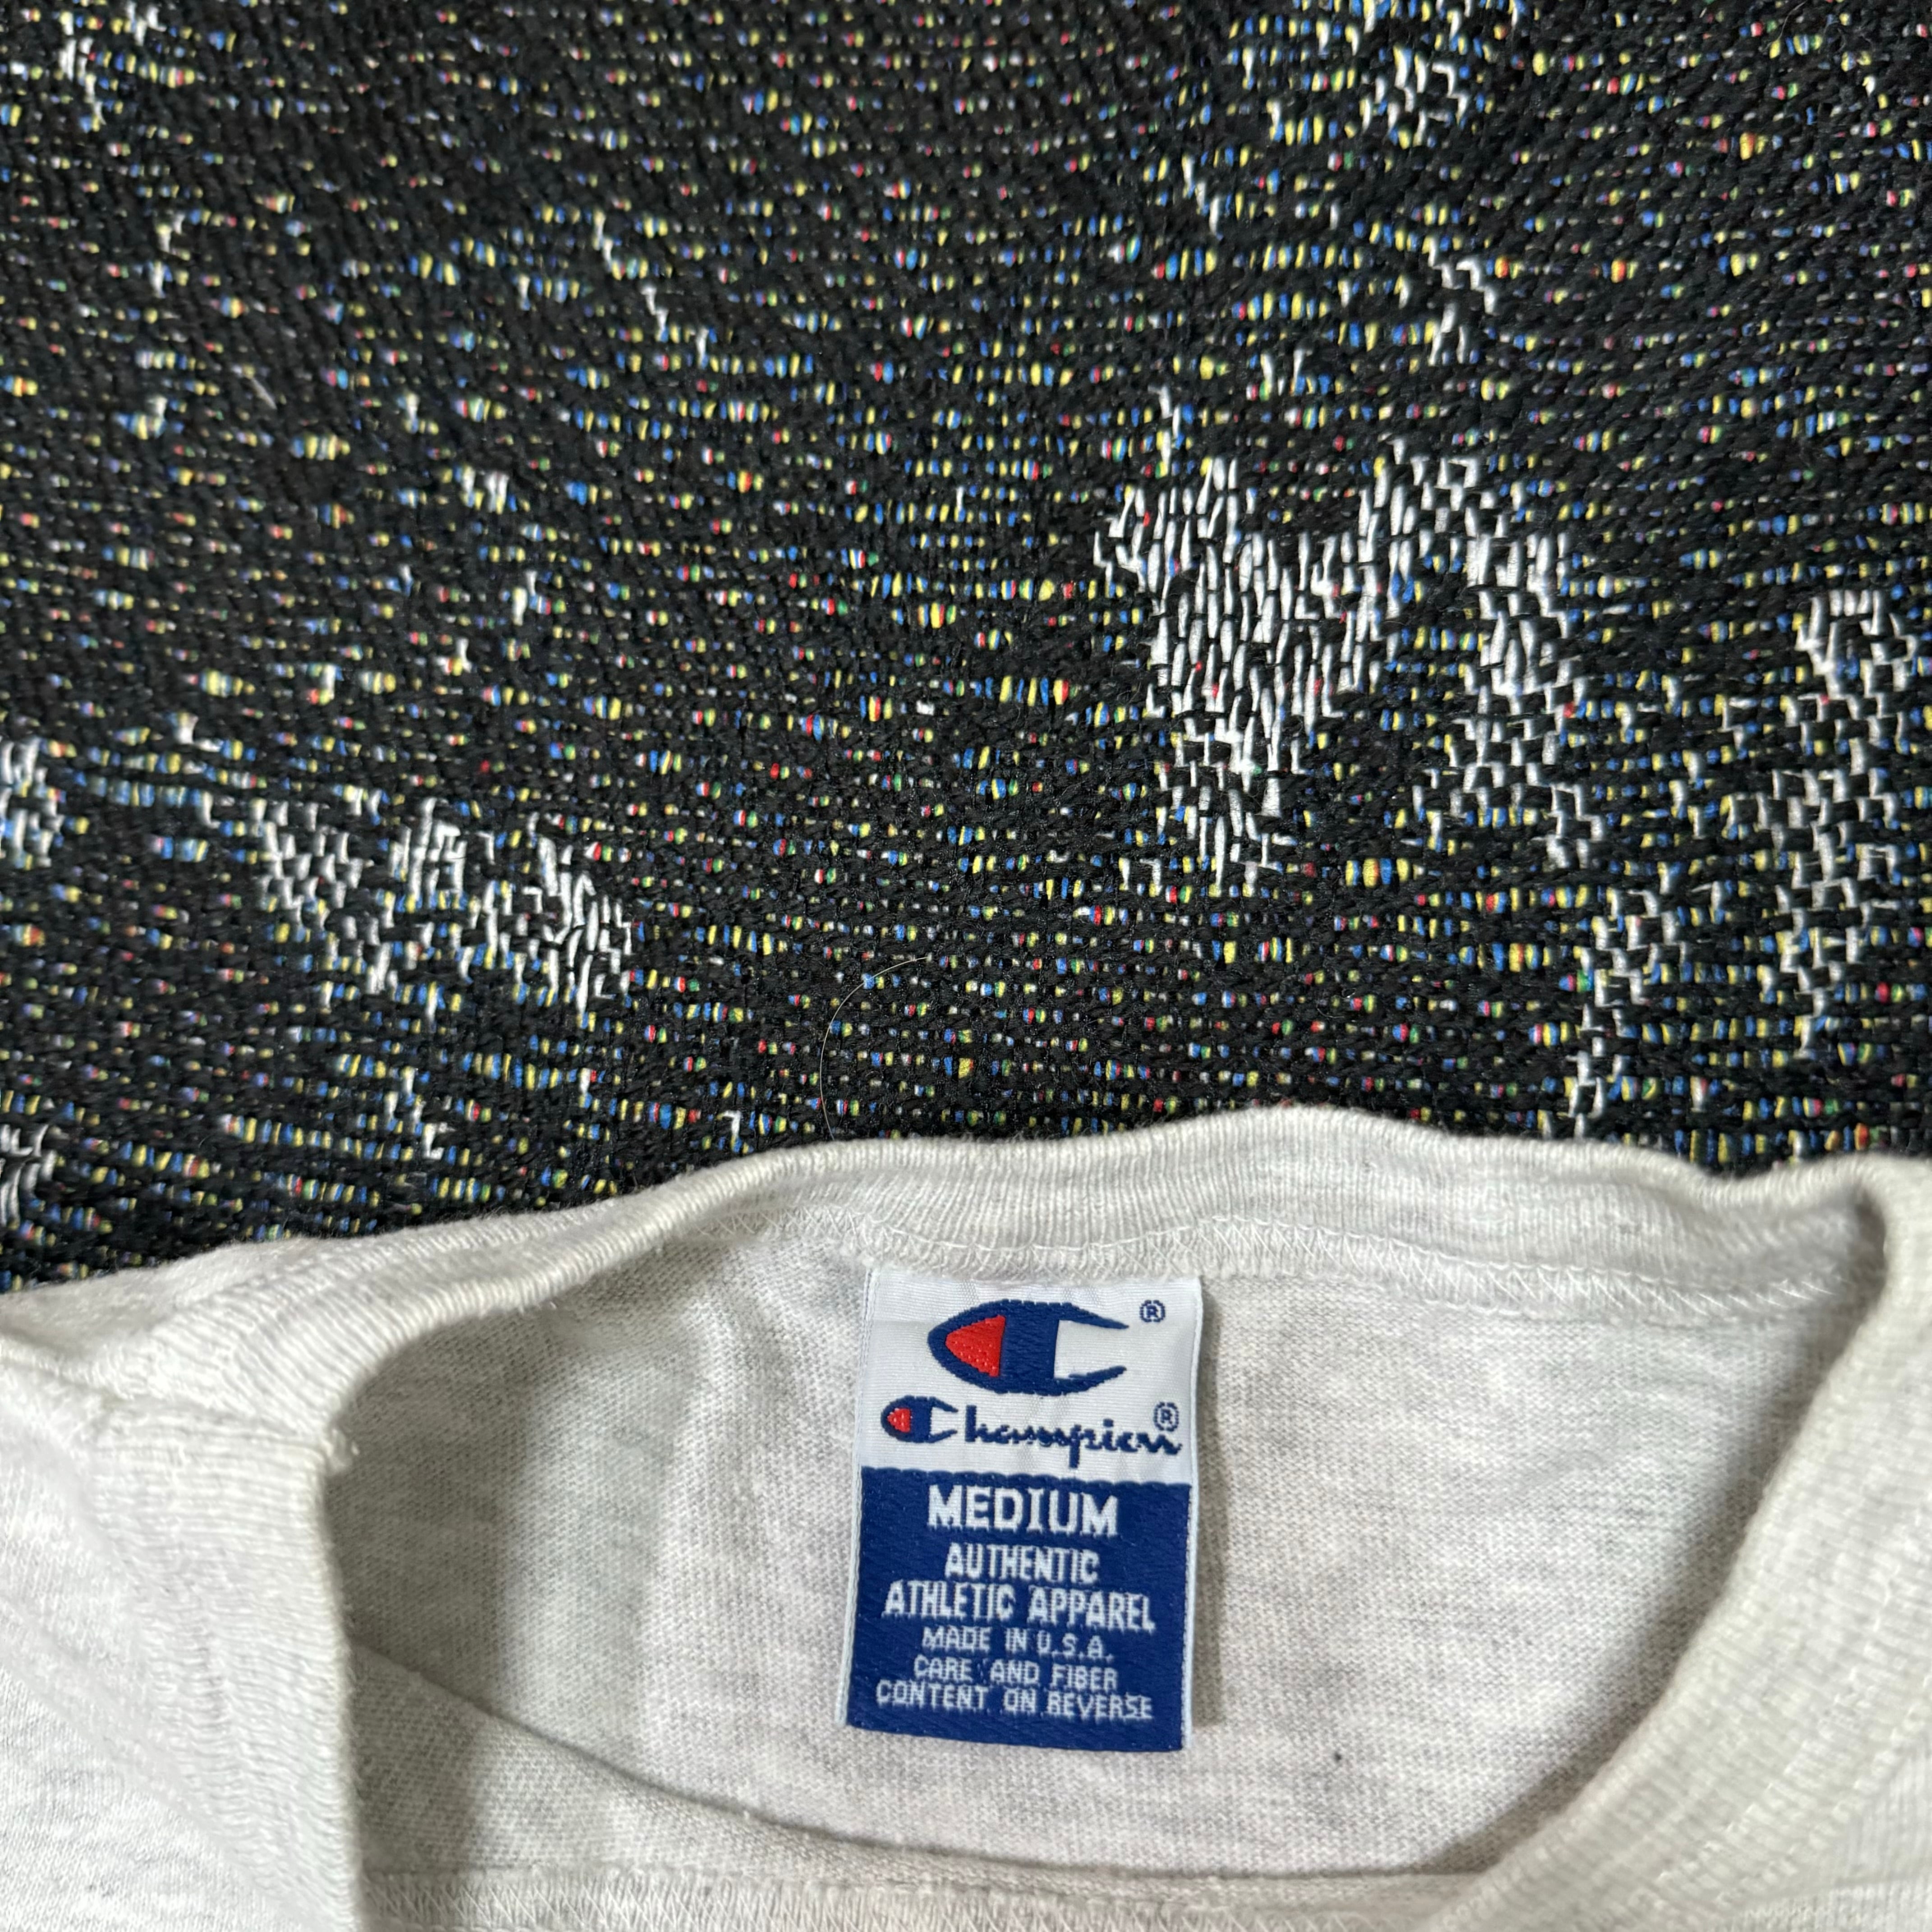 ®
Champion®
MEDIUM
AUTHENTIC
ATHLETIC APPAREL
MADE IN U.S.A.
CARE AND FIBER
CONTENT ON REVERSE